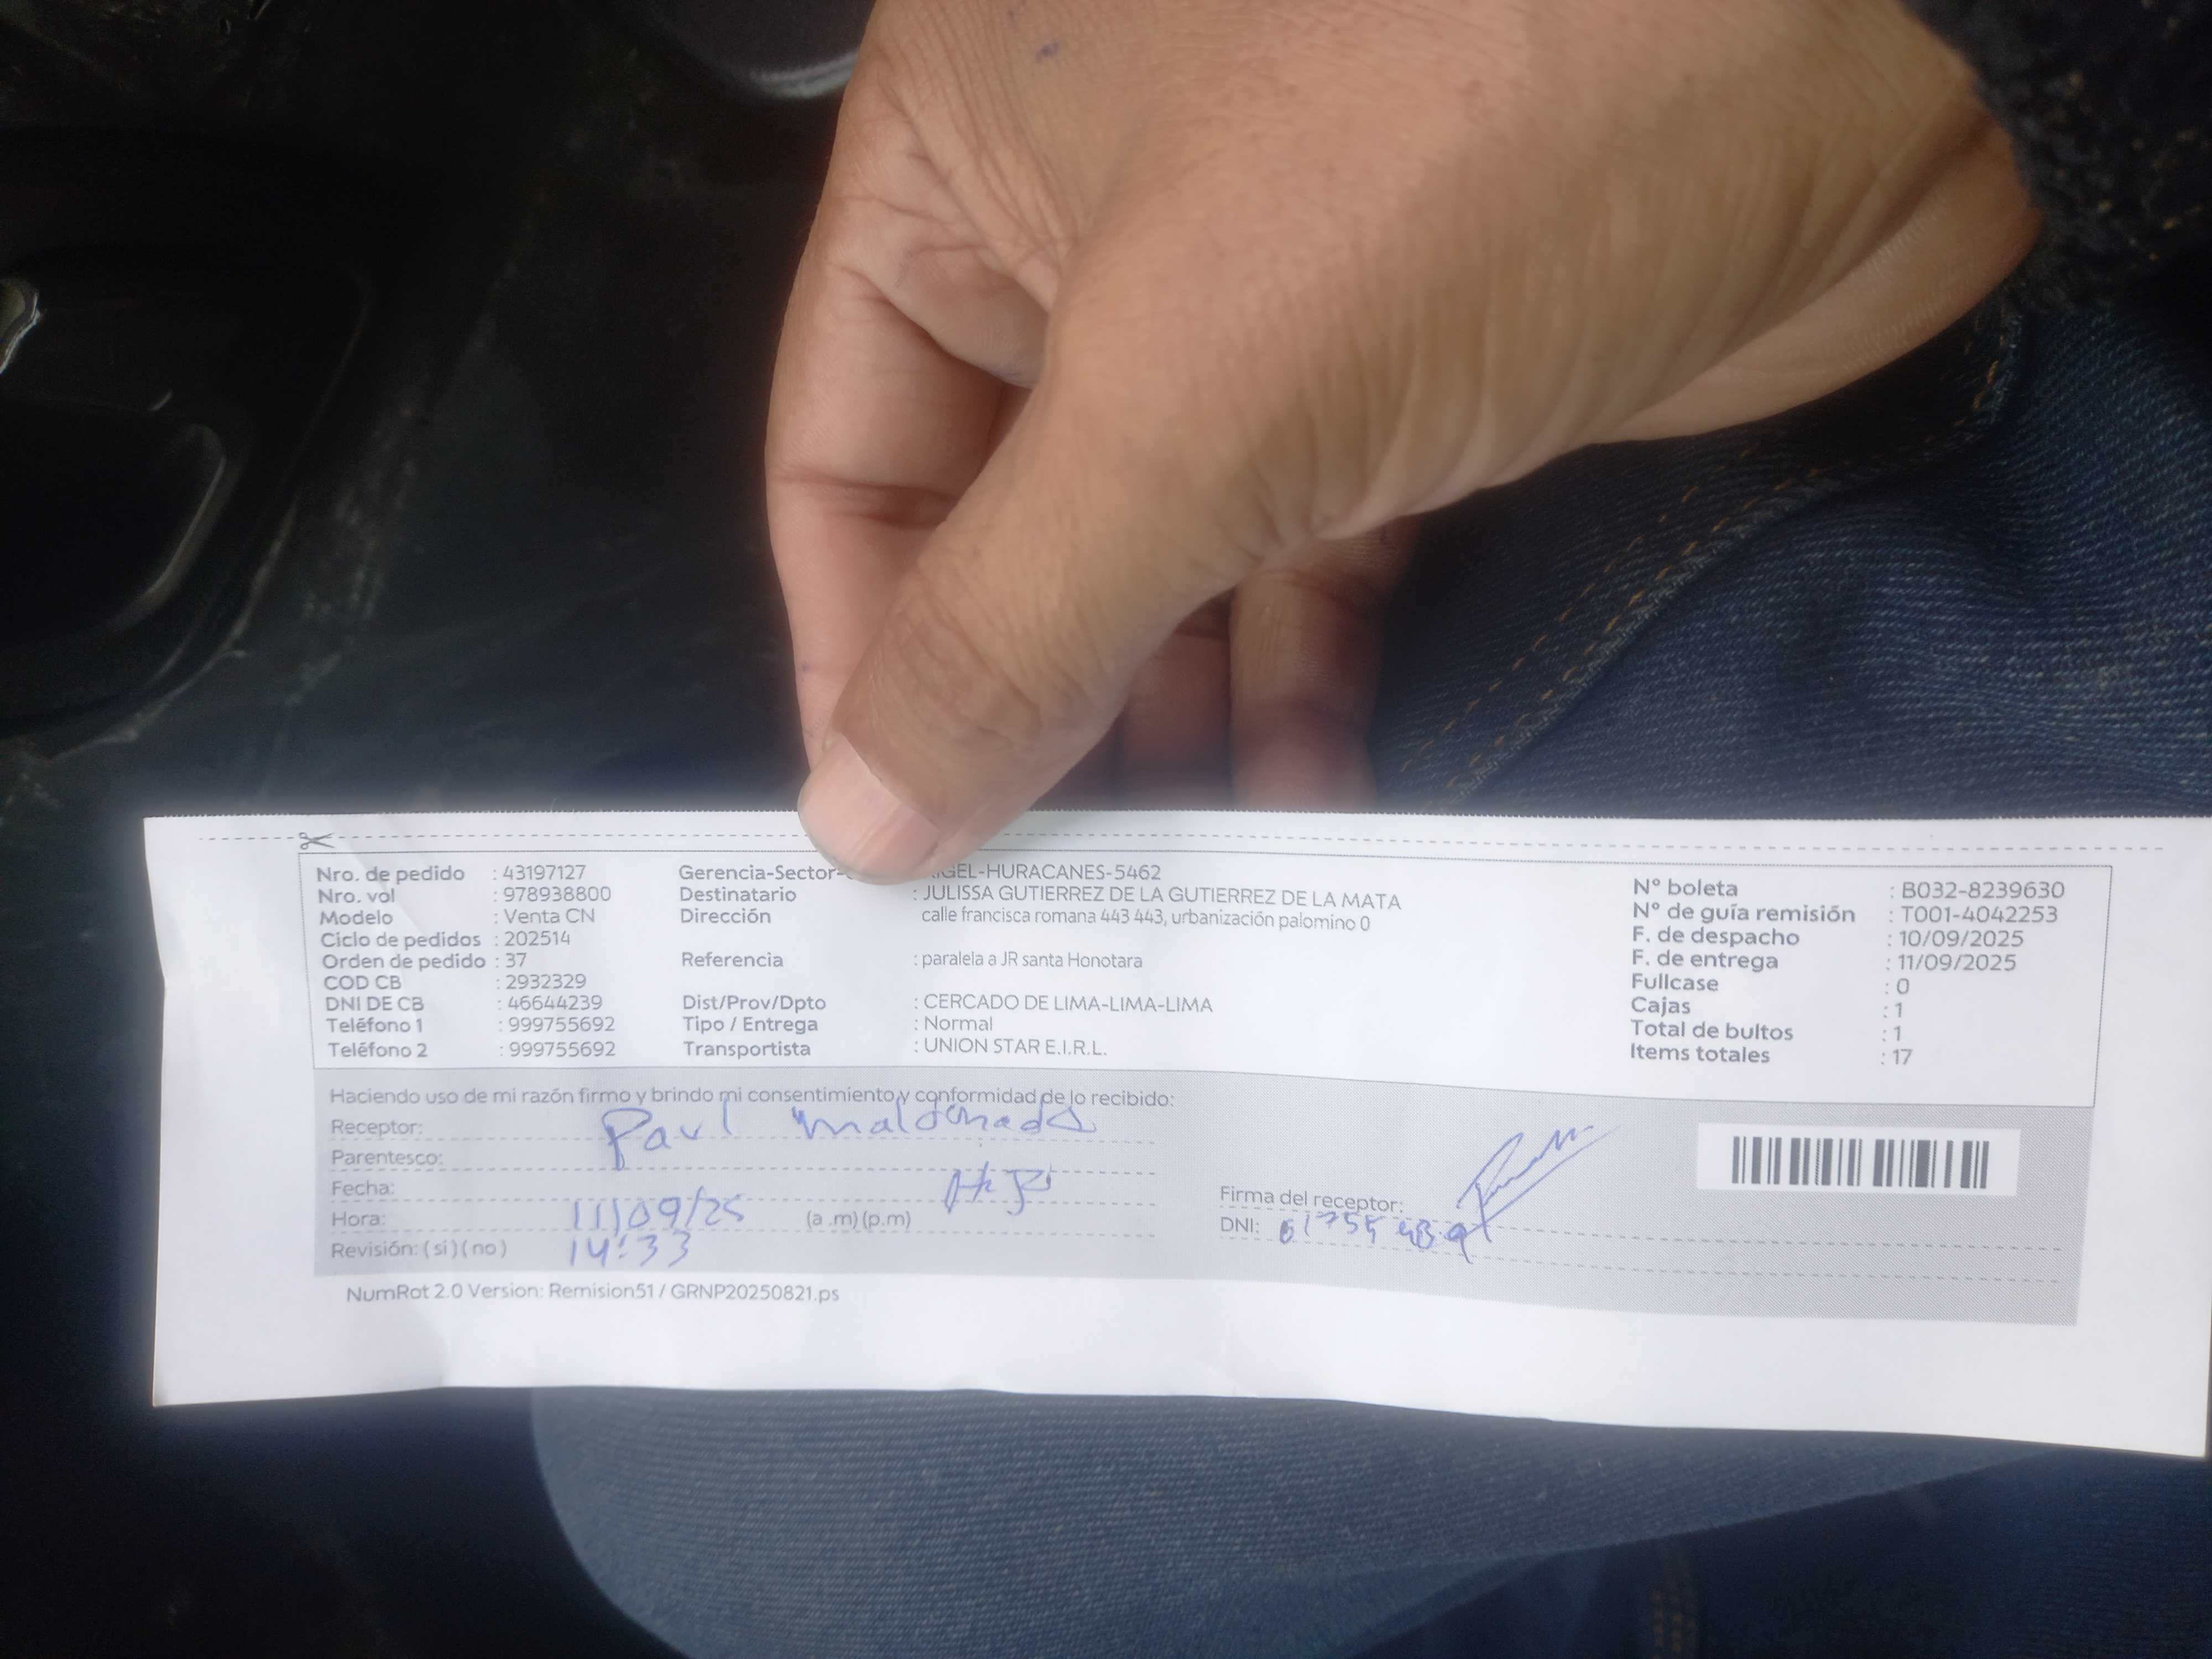 Nro. de pedido : 43197127 Gerencia-Sector- IGEL-HURACANES-5462 N° boleta : B032-8239630
Nro. vol : 978938800 Destinatario : JULISSA GUTIERREZ DE LA GUTIERREZ DE LA MATA N° de guía remisión : T001-4042253
Modelo : Venta CN Dirección calle francisca romana 443 443, urbanización palomino 0 F. de despacho : 10/09/2025
Ciclo de pedidos : 202514
Orden de pedido : 37 Referencia : paralela a JR santa Honotara F. de entrega : 11/09/2025
COD CB : 2932329 Fullcase : 0
DNI DE CB : 46644239 Dist/Prov/Dpto : CERCADO DE LIMA-LIMA-LIMA Cajas : 1
Teléfono 1 : 999755692 Tipo / Entrega : Normal Total de bultos : 1
Teléfono 2 : 999755692 Transportista : UNION STAR E.I.R.L. Items totales : 17
Haciendo uso de mi razón firmo y brindo mi consentimiento y conformidad de lo recibido:
Receptor: Paul Maldonado
Parentesco:
Fecha:
Hora: 11/09/25 (a .m) (p.m) Firma del receptor:
Revisión: ( si ) ( no ) 14:33 DNI:
NumRot 2.0 Version: Remision51 / GRNP20250821.ps